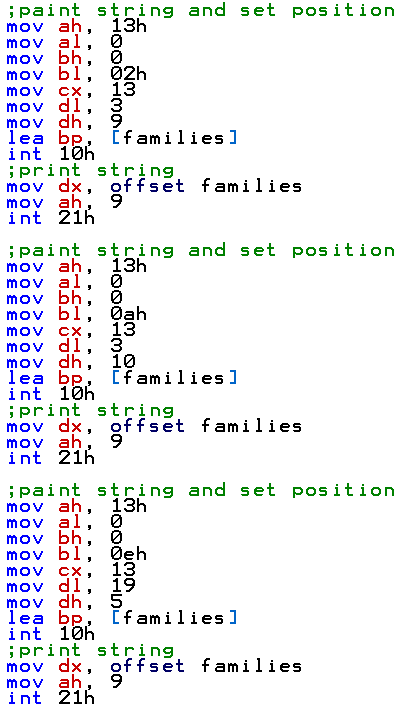 ;paint string and set position
mov ah, 13h
mov al, 0
mov bh, 0
mov bl, 02h
mov cx, 13
mov dl, 3
mov dh, 9
lea bp, [families]
int 10h
;print string
mov dx, offset families
mov ah, 9
int 21h

;paint string and set position
mov ah, 13h
mov al, 0
mov bh, 0
mov bl, 0ah
mov cx, 13
mov dl, 3
mov dh, 10
lea bp, [families]
int 10h
;print string
mov dx, offset families
mov ah, 9
int 21h

;paint string and set position
mov ah, 13h
mov al, 0
mov bh, 0
mov bl, 0eh
mov cx, 13
mov dl, 19
mov dh, 5
lea bp, [families]
int 10h
;print string
mov dx, offset families
mov ah, 9
int 21h